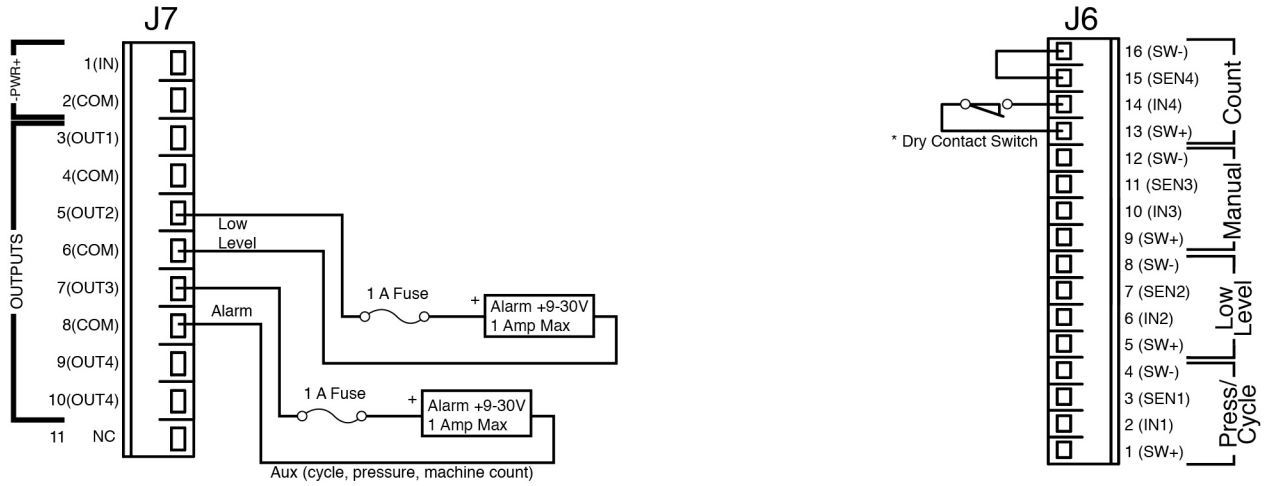 J7
-PWR+
OUTPUTS
1(IN)
2(COM)
3(OUT1)
4(COM)
5(OUT2)
6(COM)
7(OUT3)
8(COM)
9(OUT4)
10(OUT4)
11 NC
Low
Level
Alarm
1 A Fuse
+
Alarm +9-30V
1 Amp Max
1 A Fuse
+
Alarm +9-30V
1 Amp Max
Aux (cycle, pressure, machine count)
J6
* Dry Contact Switch
16 (SW-)
15 (SEN4)
14 (IN4)
13 (SW+)
12 (SW-)
11 (SEN3)
10 (IN3)
9 (SW+)
8 (SW-)
7 (SEN2)
6 (IN2)
5 (SW+)
4 (SW-)
3 (SEN1)
2 (IN1)
1 (SW+)
Count
Manual
Low
Level
Press/
Cycle